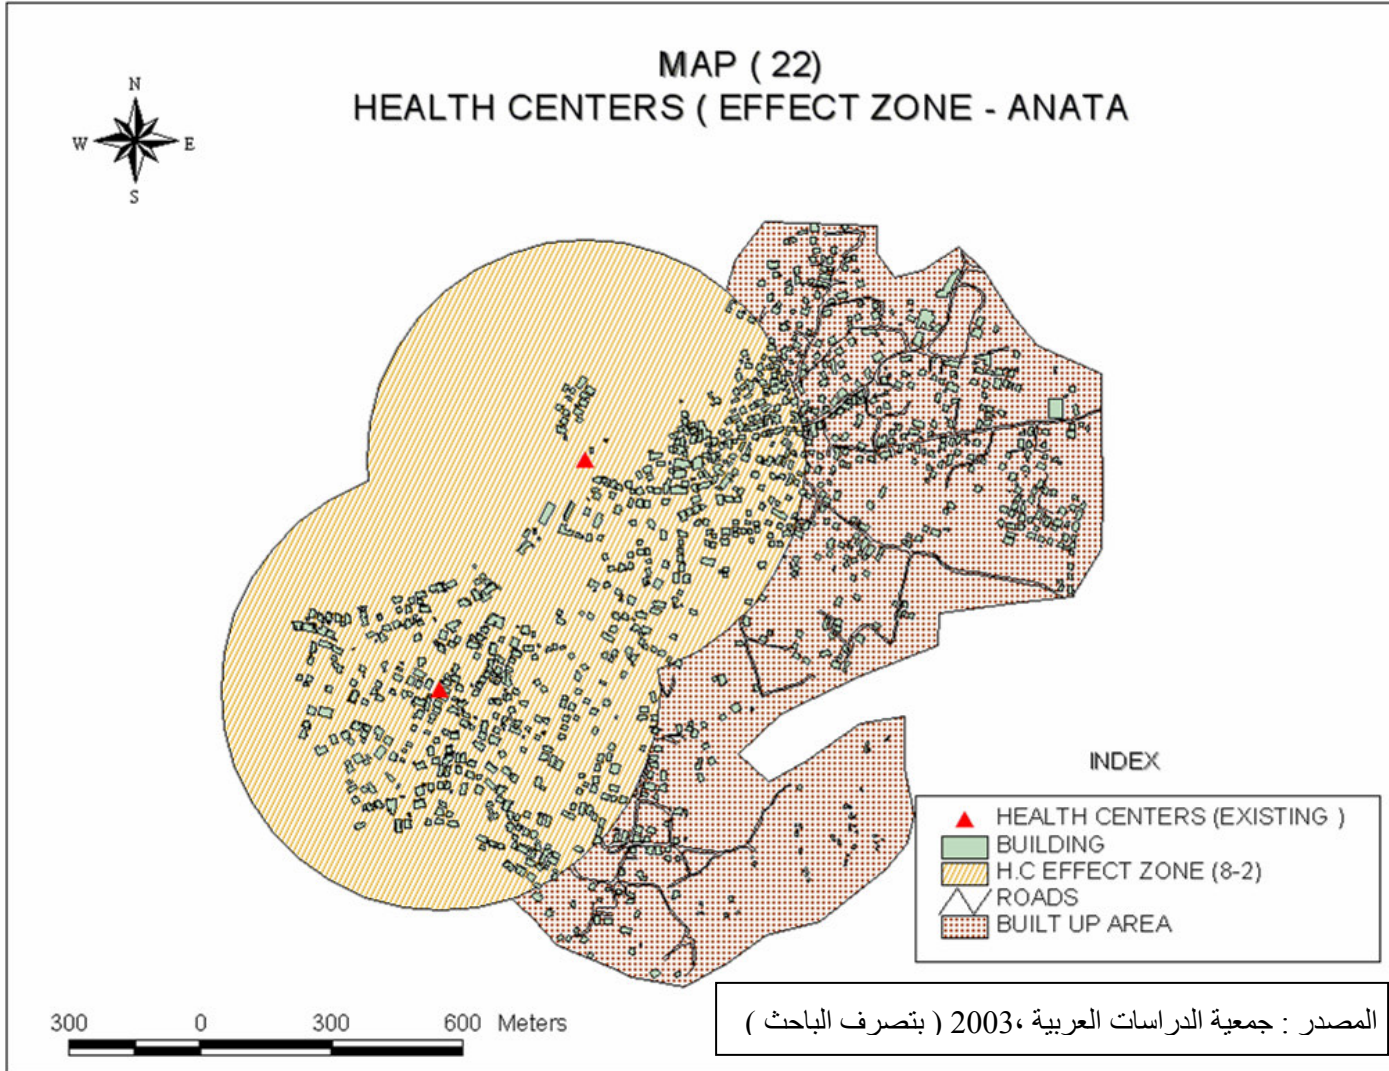 MAP ( 22)
HEALTH CENTERS ( EFFECT ZONE - ANATA
N
W E
S
INDEX
HEALTH CENTERS (EXISTING )
BUILDING
H.C EFFECT ZONE (8-2)
ROADS
BUILT UP AREA
300 0 300 600 Meters
المصدر : جمعية الدراسات العربية ،2003 ( بتصرف الباحث )